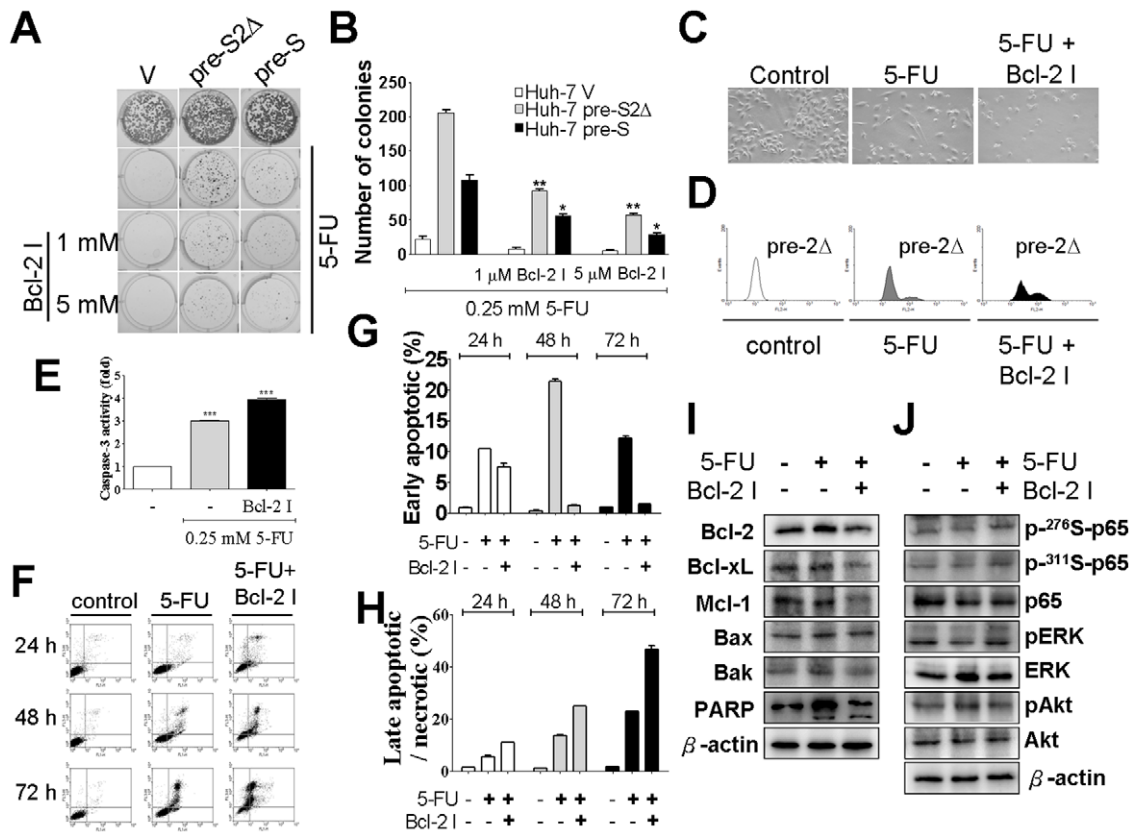 A
V pre-S2Δ pre-S
Bcl-2 I
1 mM
5 mM
5-FU
B
Number of colonies
250
200
150
100
50
0
Huh-7 V
Huh-7 pre-S2Δ
Huh-7 pre-S
** * ** *
1 μM Bcl-2 I 5 μM Bcl-2 I
0.25 mM 5-FU
C
Control 5-FU 5-FU +
Bcl-2 I
D
pre-2Δ pre-2Δ pre-2Δ
control 5-FU 5-FU +
Bcl-2 I
E
Caspase-3 activity (fold)
5
4
3
2
1
0
*** ***
- - Bcl-2 I
0.25 mM 5-FU
F
control 5-FU 5-FU+
Bcl-2 I
24 h
48 h
72 h
G
24 h 48 h 72 h
Early apoptotic (%)
25
20
15
10
5
0
5-FU - + + - + + - + +
Bcl-2 I - - + - - + - - +
H
24 h 48 h 72 h
Late apoptotic
/ necrotic (%)
60
40
20
0
5-FU - + + - + + - + +
Bcl-2 I - - + - - + - - +
I
5-FU - + +
Bcl-2 I - - +
Bcl-2
Bcl-xL
Mcl-1
Bax
Bak
PARP
β-actin
J
- + + 5-FU
- - + Bcl-2 I
p-²⁷⁶S-p65
p-³¹¹S-p65
p65
pERK
ERK
pAkt
Akt
β-actin